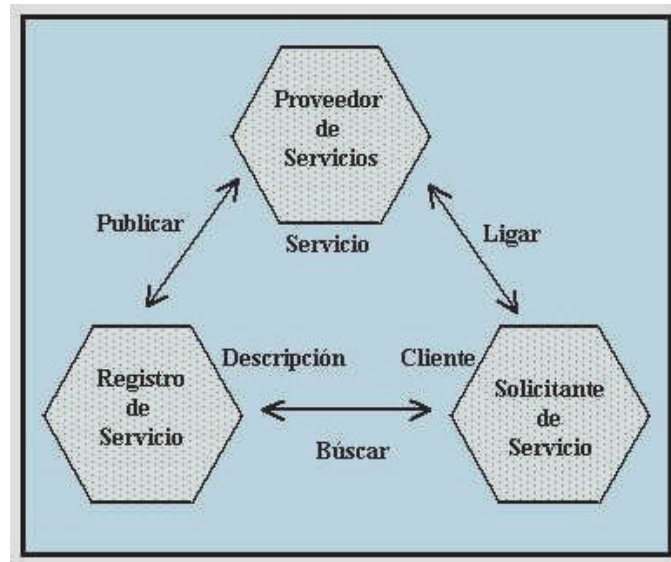 Proveedor
de
Servicios
Publicar
Servicio
Ligar
Registro
de
Servicio
Descripción
Cliente
Búscar
Solicitante
de
Servicio